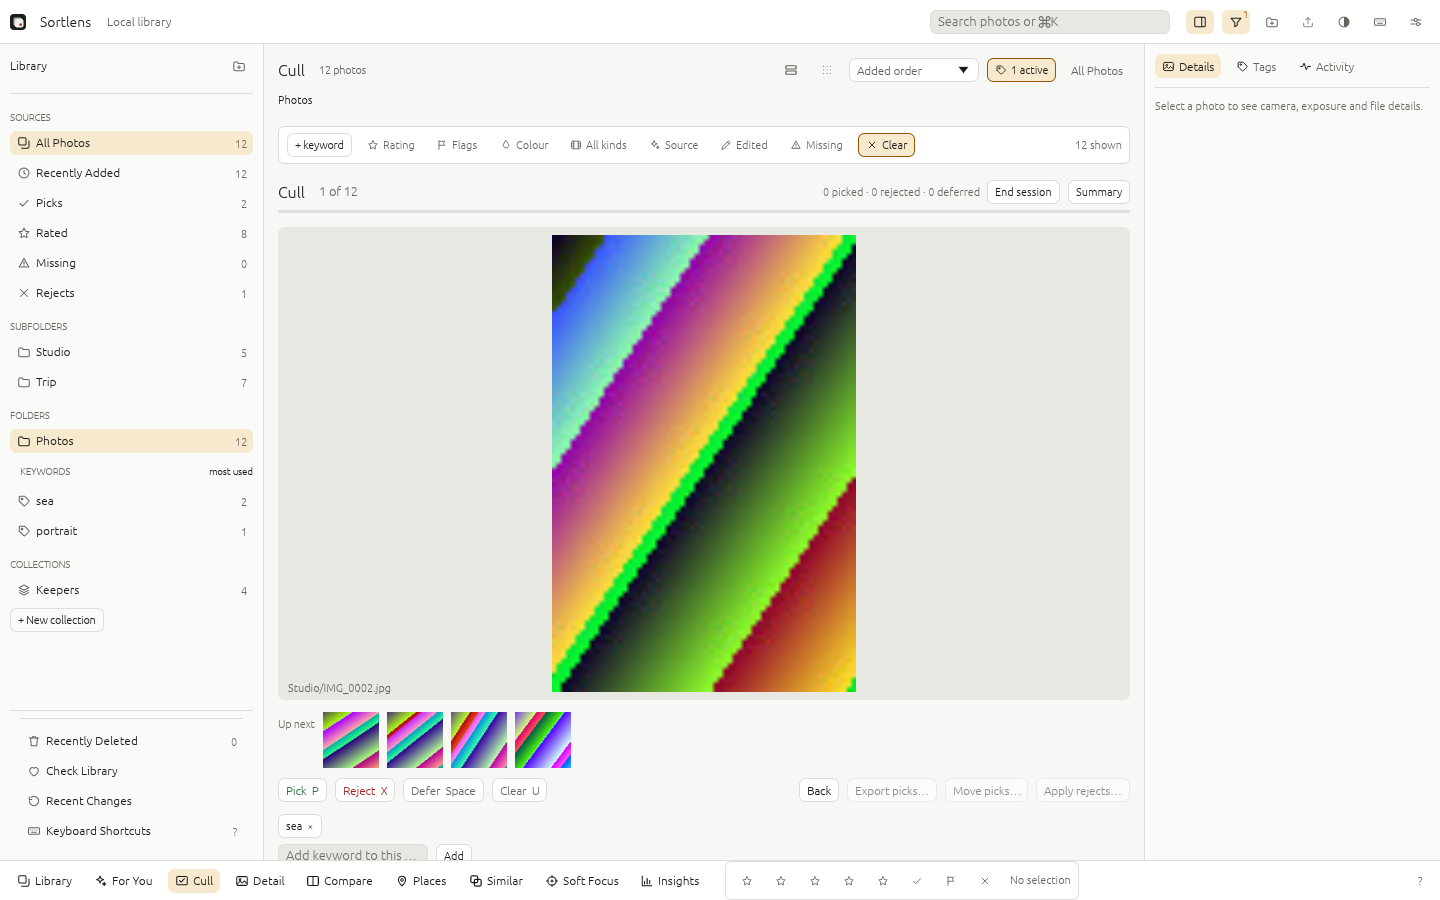 Sortlens Local library Search photos or ⌘K 1
Library
SOURCES
All Photos 12
Recently Added 12
Picks 2
Rated 8
Missing 0
Rejects 1
SUBFOLDERS
Studio 5
Trip 7
FOLDERS
Photos 12
KEYWORDS most used
sea 2
portrait 1
COLLECTIONS
Keepers 4
+ New collection
Recently Deleted 0
Check Library
Recent Changes
Keyboard Shortcuts ?
Cull 12 photos Added order 1 active All Photos
Photos
+ keyword Rating Flags Colour All kinds Source Edited Missing Clear 12 shown
Cull 1 of 12 0 picked · 0 rejected · 0 deferred End session Summary
Studio/IMG_0002.jpg
Up next
Pick P Reject X Defer Space Clear U Back Export picks... Move picks... Apply rejects...
sea ×
Add keyword to this ... Add
Details Tags Activity
Select a photo to see camera, exposure and file details.
Library For You Cull Detail Compare Places Similar Soft Focus Insights No selection ?